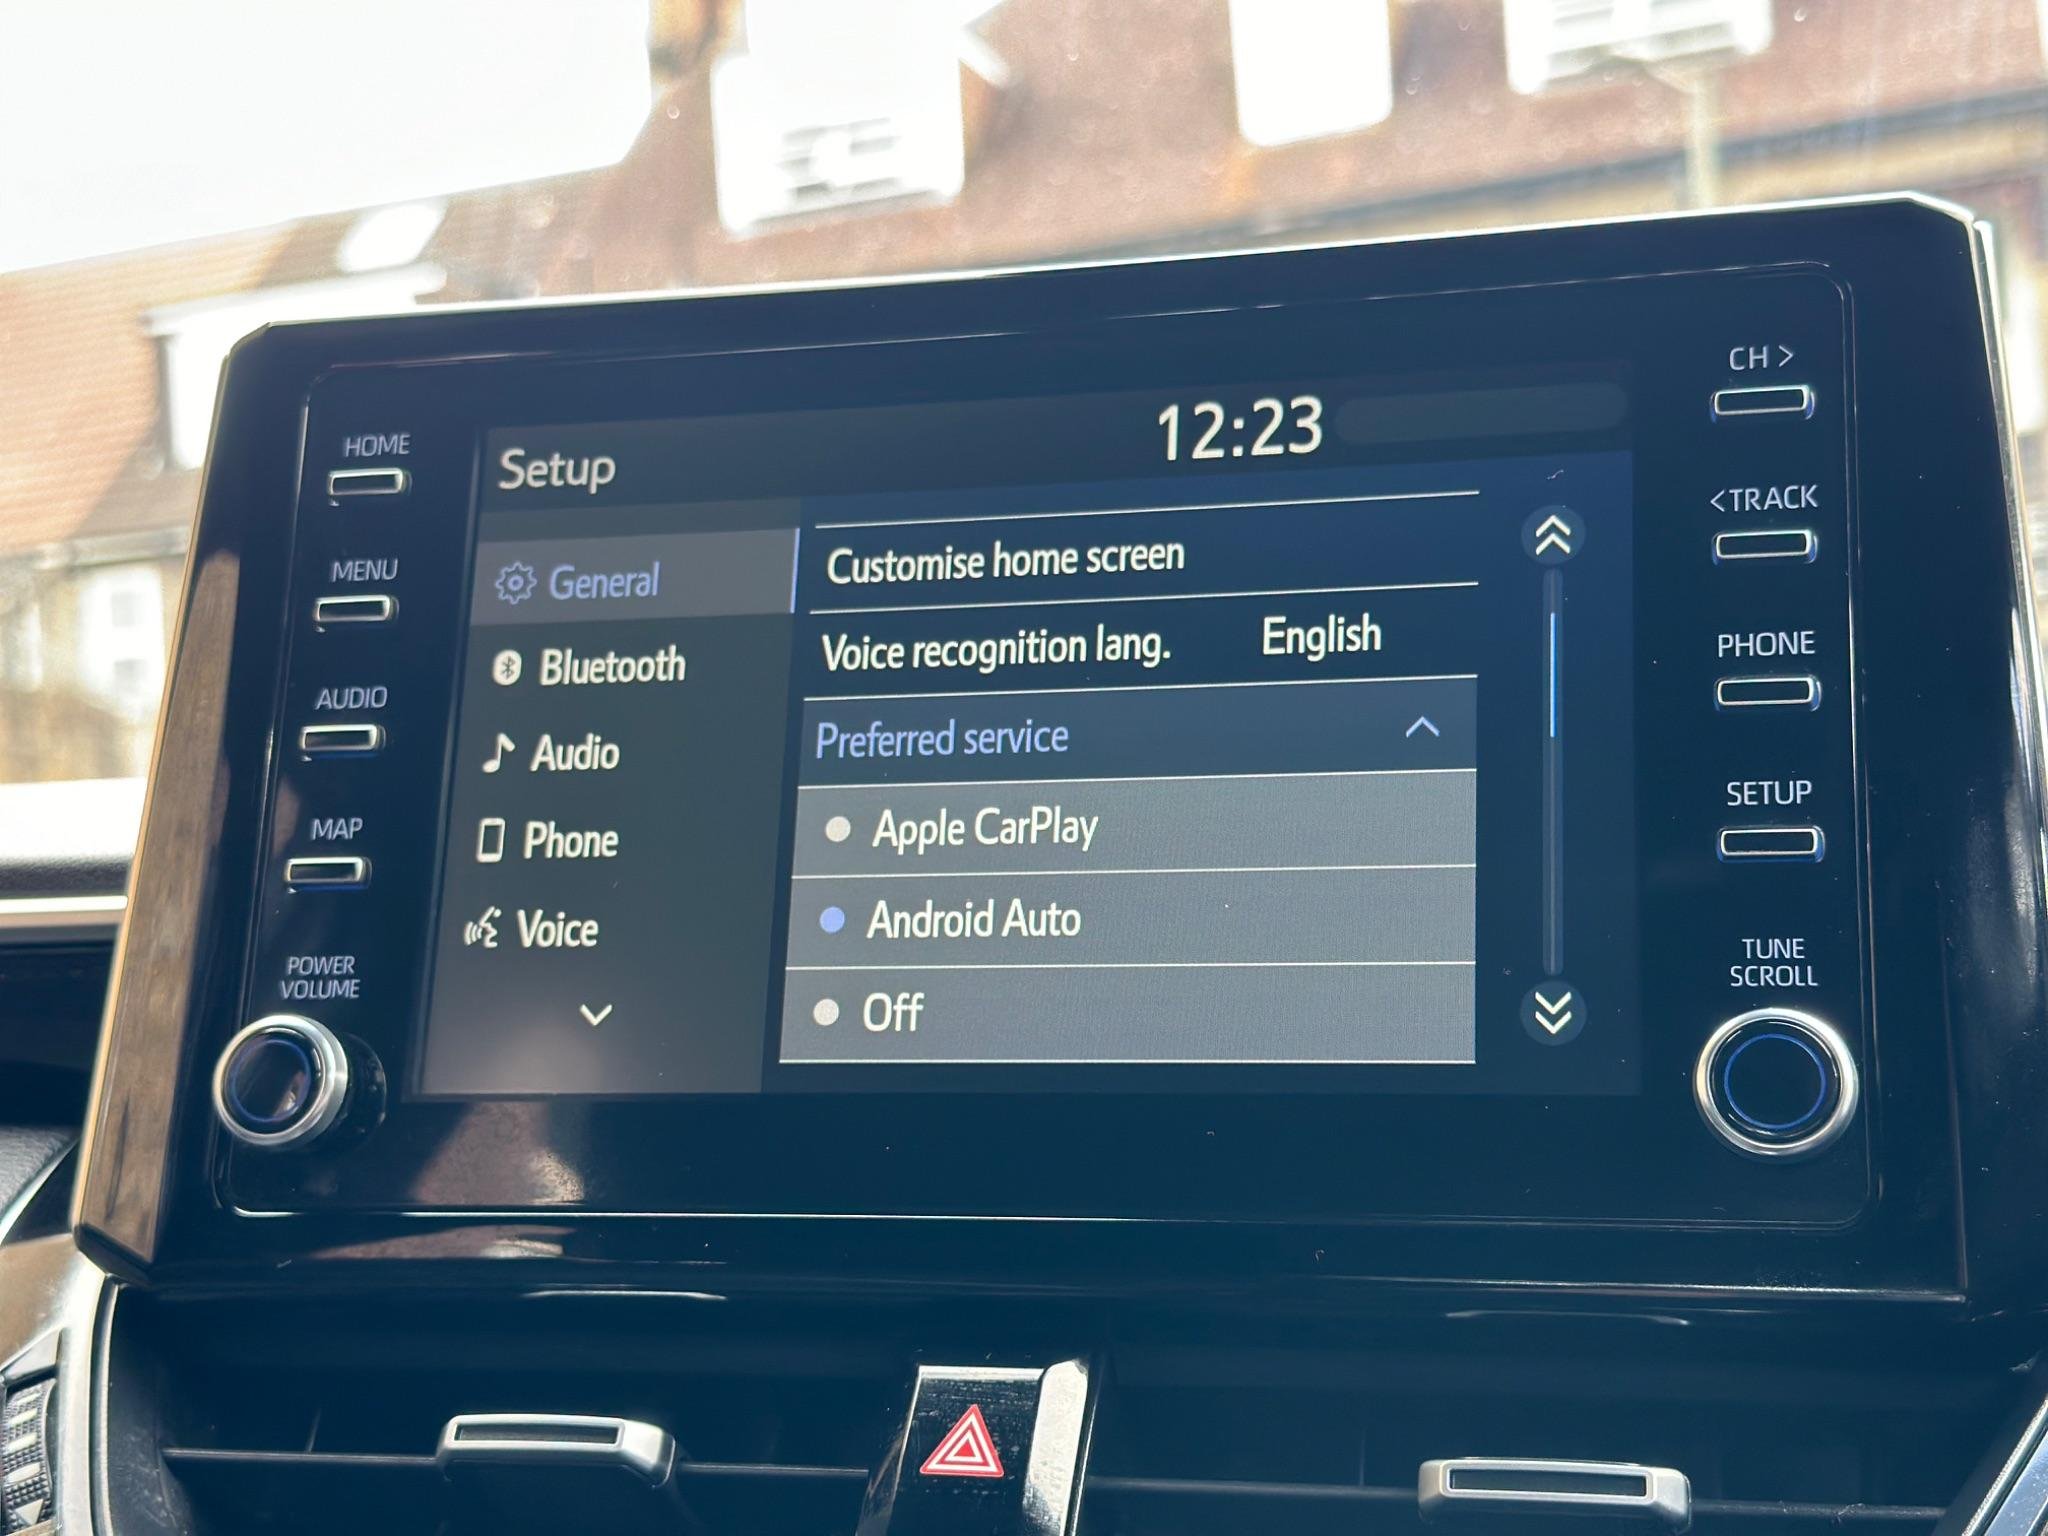 HOME
MENU
AUDIO
MAP
POWER
VOLUME
Setup
12:23
General
Bluetooth
Audio
Phone
Voice
Customise home screen
Voice recognition lang. English
Preferred service
Apple CarPlay
Android Auto
Off
CH >
<TRACK
PHONE
SETUP
TUNE
SCROLL